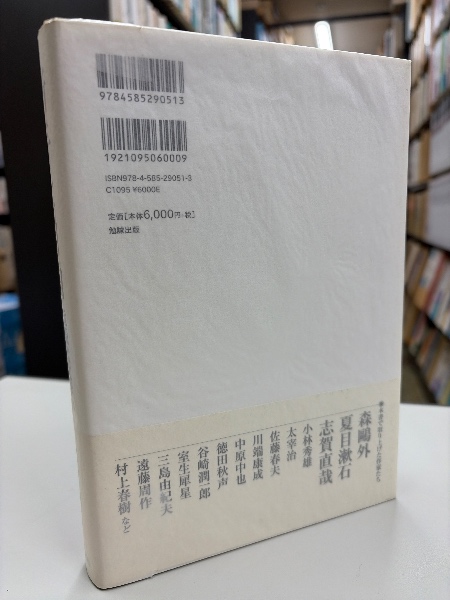 9784585290513
1921095060009
ISBN978-4-585-29051-3
C1095 ¥6000E
定価[本体6,000円+税]
勉誠出版
森鷗外
夏目漱石
志賀直哉
小林秀雄
太宰治
佐藤春夫
川端康成
中原中也
徳田秋声
谷崎潤一郎
室生犀星
三島由紀夫
遠藤周作
村上春樹など